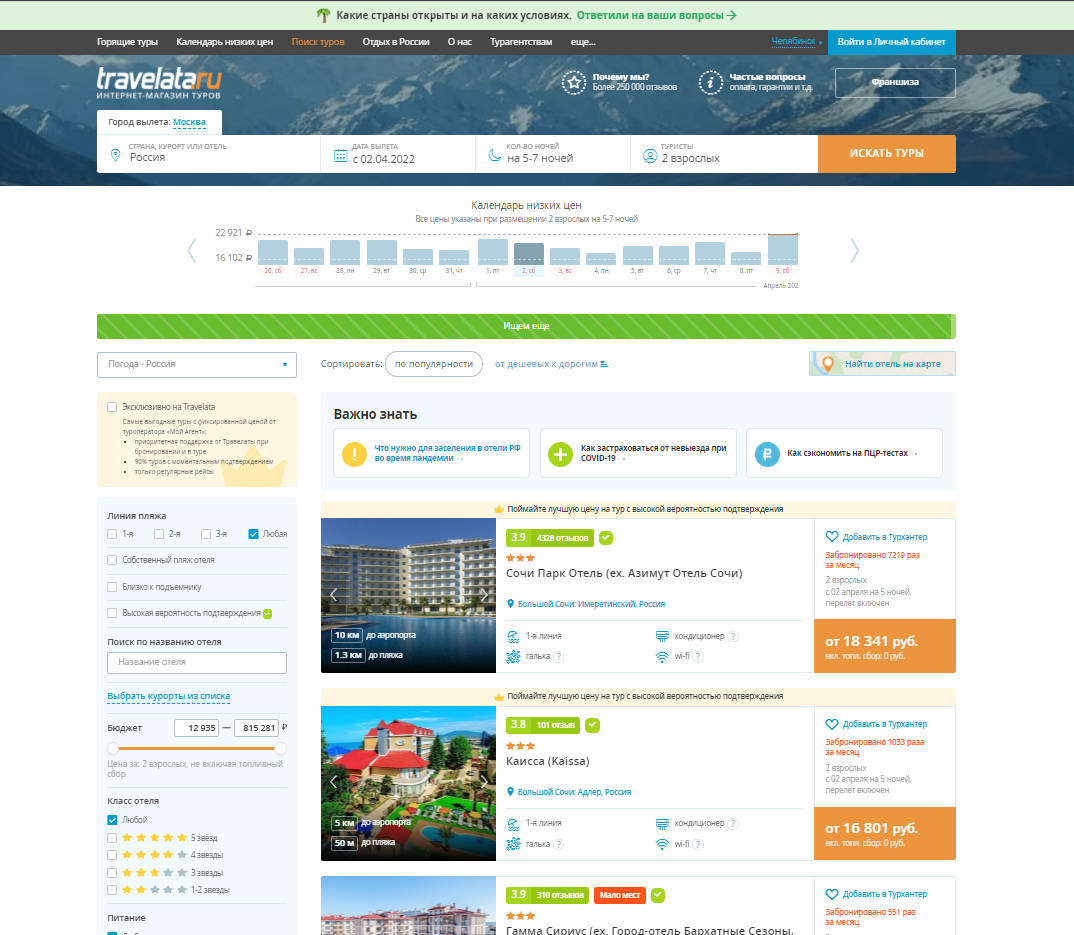 Какие страны открыты и на каких условиях. Ответили на ваши вопросы →
Горящие туры Календарь низких цен Поиск туров Отдых в России О нас Турагентствам еще... Челябинск Войти в Личный кабинет
travelata.ru
ИНТЕРНЕТ-МАГАЗИН ТУРОВ
Почему мы?
Более 250 000 отзывов
Частые вопросы
оплата, гарантии и т.д.
Франшиза
Город вылета: Москва
СТРАНА, КУРОРТ ИЛИ ОТЕЛЬ
Россия
ДАТА ВЫЛЕТА
с 02.04.2022
КОЛ-ВО НОЧЕЙ
на 5-7 ночей
ТУРИСТЫ
2 взрослых
ИСКАТЬ ТУРЫ
Календарь низких цен
Все цены указаны при размещении 2 взрослых на 5-7 ночей
22 921 ₽
16 102 ₽
26, сб 27, вс 28, пн 29, вт 30, ср 31, чт 1, пт 2, сб 3, вс 4, пн 5, вт 6, ср 7, чт 8, пт 9, сб
Апрель 202
Ищем еще
Погода - Россия
Сортировать: по популярности от дешевых к дорогим
Найти отель на карте
Эксклюзивно на Travelata
Самые выгодные туры с фиксированной ценой от
туроператора «Мой Агент»:
• приоритетная поддержка от Травелаты при
бронировании и в туре
• 90% туров с моментальным подтверждением
• только регулярные рейсы
Линия пляжа
1-я 2-я 3-я Любая
Собственный пляж отеля
Близко к подъемнику
Высокая вероятность подтверждения
Поиск по названию отеля
Название отеля
Выбрать курорты из списка
Бюджет 12 935 — 815 281 ₽
Цена за: 2 взрослых, не включая топливный
сбор
Класс отеля
Любой
5 звёзд
4 звезды
3 звезды
1-2 звезды
Питание
Важно знать
Что нужно для заселения в отели РФ
во время пандемии →
Как застраховаться от невыезда при
COVID-19 →
Как сэкономить на ПЦР-тестах →
Поймайте лучшую цену на тур с высокой вероятностью подтверждения
3.9 4328 отзывов
Сочи Парк Отель (ex. Азимут Отель Сочи)
Большой Сочи: Имеретинский, Россия
10 км до аэропорта
1.3 км до пляжа
1-я линия кондиционер ?
галька ? wi-fi ?
Добавить в Турхантер
Забронировано 7219 раз
за месяц
2 взрослых
с 02 апреля на 5 ночей,
перелет включен
от 18 341 руб.
вкл. топл. сбор: 0 руб.
Поймайте лучшую цену на тур с высокой вероятностью подтверждения
3.8 101 отзыв
Каисса (Kaissa)
Большой Сочи: Адлер, Россия
5 км до аэропорта
50 м до пляжа
1-я линия кондиционер ?
галька ? wi-fi ?
Добавить в Турхантер
Забронировано 1033 раза
за месяц
2 взрослых
с 02 апреля на 5 ночей,
перелет включен
от 16 801 руб.
вкл. топл. сбор: 0 руб.
3.9 310 отзывов Мало мест
Гамма Сириус (ex. Город-отель Бархатные Сезоны,
Добавить в Турхантер
Забронировано 551 раз
за месяц